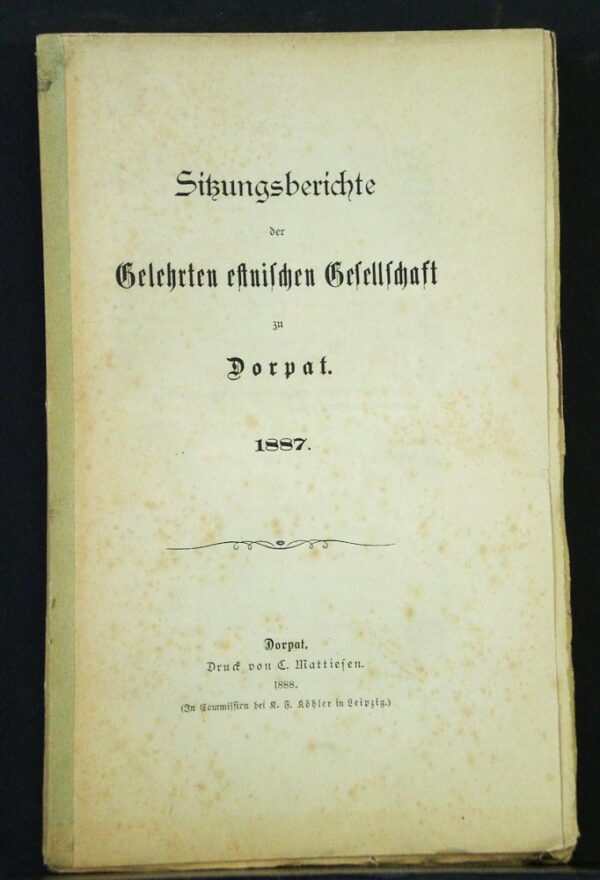 Sitzungsberichte
der
Gelehrten estnischen Gesellschaft
zu
Dorpat.
1887.
Dorpat.
Druck von C. Mattiesen.
1888.
(In Commission bei K. F. Köhler in Leipzig.)